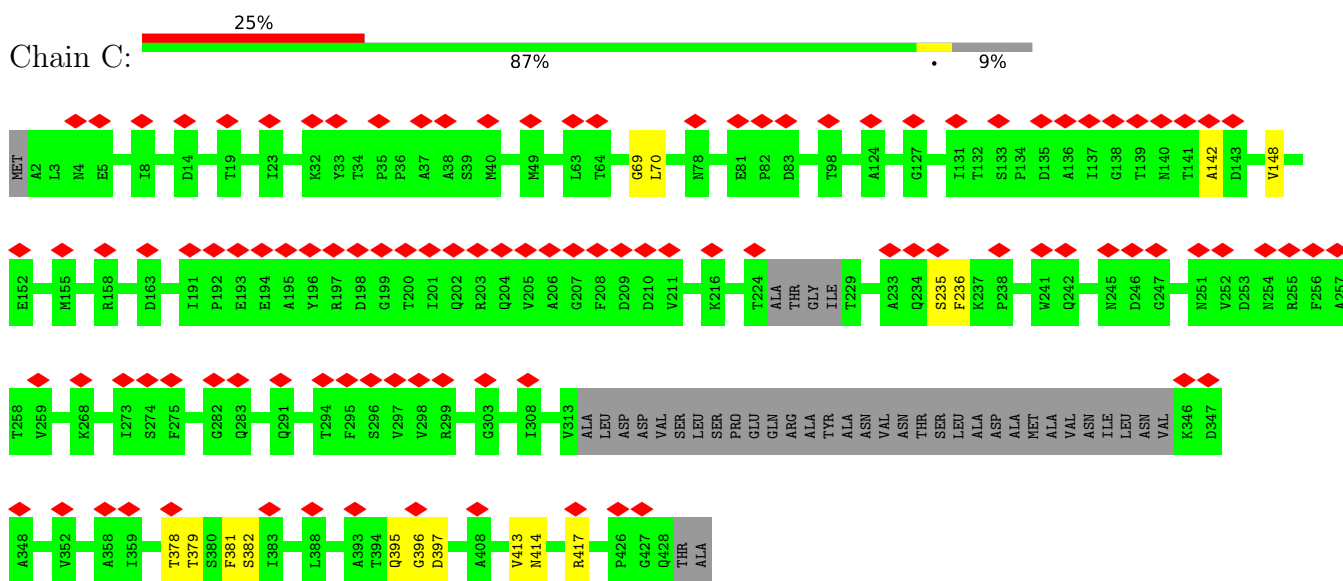 25%
Chain C:
87%
•
9%
MET A2 L3 N4 E5 I8 D14 T19 I23 K32 Y33 T34 P35 P36 A37 A38 S39 M40 M49 L63 T64 G69 L70 N78 E81 P82 D83 T98 A124 G127 I131 T132 S133 P134 D135 A136 I137 G138 T139 N140 T141 A142 D143 V148
E152 M155 R158 D163 I191 P192 E193 E194 A195 Y196 R197 D198 G199 T200 I201 Q202 R203 Q204 V205 A206 G207 F208 D209 D210 V211 K216 T224 ALA THR GLY ILE T229 A233 Q234 S235 F236 K237 P238 W241 Q242 N245 D246 G247 N251 V252 D253 N254 R255 F256 A257
T258 V259 K268 I273 S274 F275 G282 Q283 Q291 T294 F295 S296 V297 V298 R299 G303 I308 V313 ALA LEU ASP ASP VAL SER LEU SER PRO GLU GLN ARG ALA TYR ALA ASN VAL ASN THR SER LEU ALA ASP ALA MET ALA VAL ASN ILE LEU ASN VAL K346 D347
A348 V352 A358 I359 T378 T379 S380 F381 S382 I383 L388 A393 T394 Q395 G396 D397 A408 V413 N414 R417 P426 G427 Q428 THR ALA